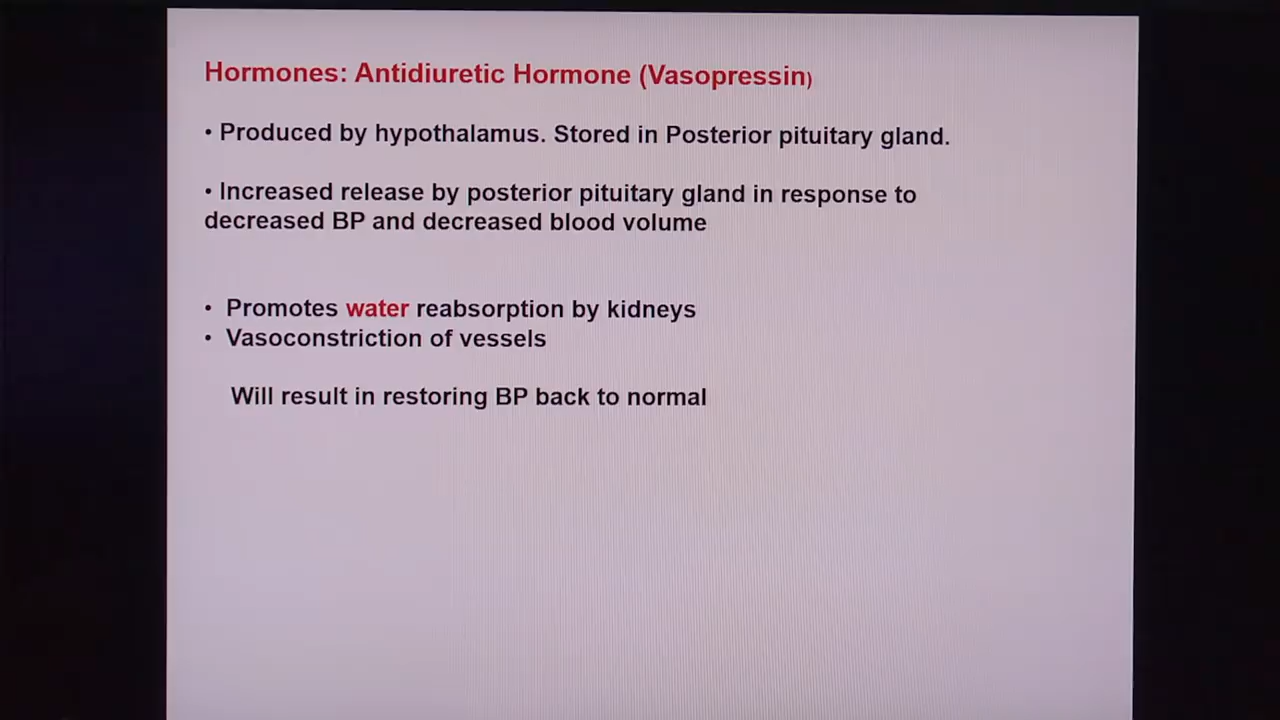 Hormones: Antidiuretic Hormone (Vasopressin)
• Produced by hypothalamus. Stored in Posterior pituitary gland.
• Increased release by posterior pituitary gland in response to
decreased BP and decreased blood volume
• Promotes water reabsorption by kidneys
• Vasoconstriction of vessels
Will result in restoring BP back to normal